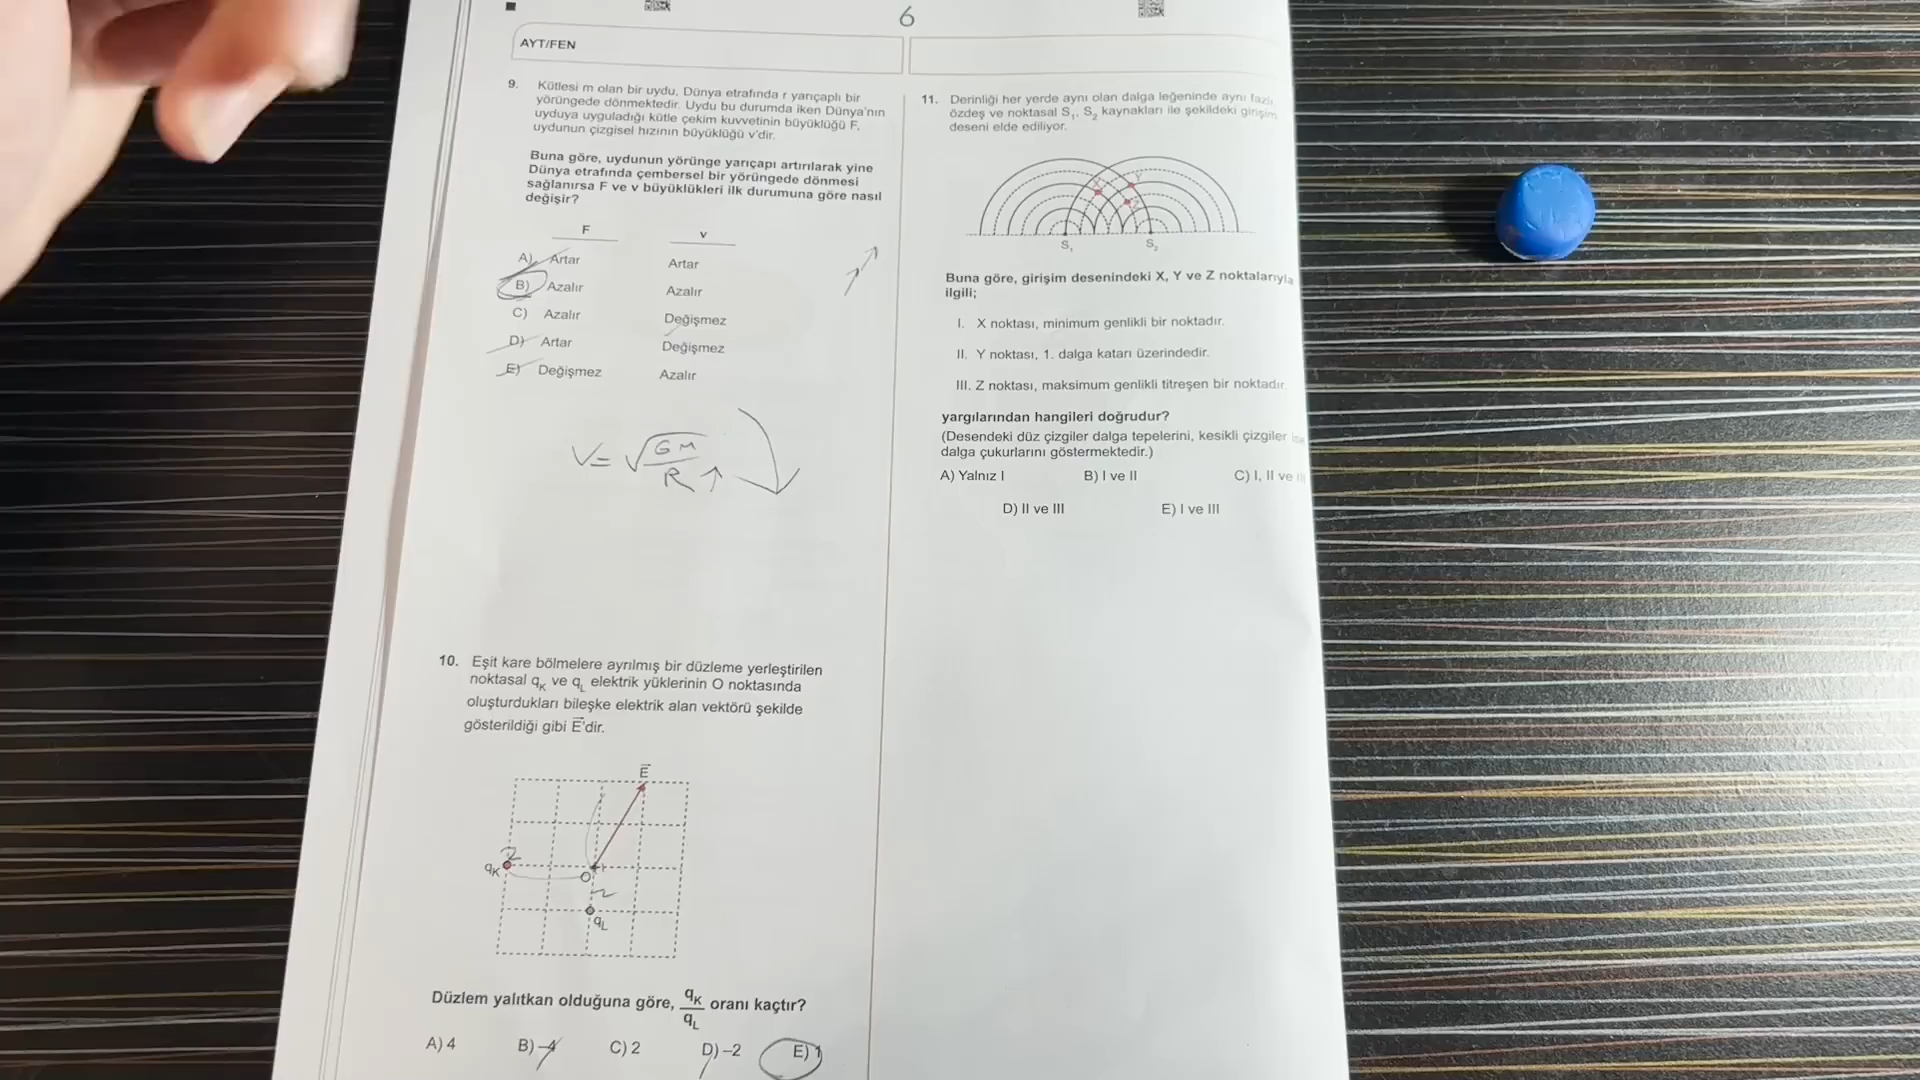 6
AYT/FEN
9. Kütlesi m olan bir uydu, Dünya etrafında r yarıçaplı bir
yörüngede dönmektedir. Uydu bu durumda iken Dünya'nın
uyduya uyguladığı kütle çekim kuvvetinin büyüklüğü F,
uydunun çizgisel hızının büyüklüğü v'dir.
Buna göre, uydunun yörünge yarıçapı artırılarak yine
Dünya etrafında çembersel bir yörüngede dönmesi
sağlanırsa F ve v büyüklükleri ilk durumuna göre nasıl
değişir?
F v
A) Artar Artar
B) Azalır Azalır
C) Azalır Değişmez
D) Artar Değişmez
E) Değişmez Azalır
V = √GM/R ↑
10. Eşit kare bölmelere ayrılmış bir düzleme yerleştirilen
noktasal qK ve qL elektrik yüklerinin O noktasında
oluşturdukları bileşke elektrik alan vektörü şekilde
gösterildiği gibi E'dir.
E
2
qK
O
qL
Düzlem yalıtkan olduğuna göre, qK/qL oranı kaçtır?
A) 4 B) -4 C) 2 D) -2 E) 1
11. Derinliği her yerde aynı olan dalga leğeninde aynı fazlı
özdeş ve noktasal S1, S2 kaynakları ile şekildeki girişim
deseni elde ediliyor.
X Y
Z
S1 S2
Buna göre, girişim desenindeki X, Y ve Z noktalarıyla
ilgili;
I. X noktası, minimum genlikli bir noktadır.
II. Y noktası, 1. dalga katarı üzerindedir.
III. Z noktası, maksimum genlikli titreşen bir noktadır.
yargılarından hangileri doğrudur?
(Desendeki düz çizgiler dalga tepelerini, kesikli çizgiler
dalga çukurlarını göstermektedir.)
A) Yalnız I B) I ve II C) I, II ve III
D) II ve III E) I ve III